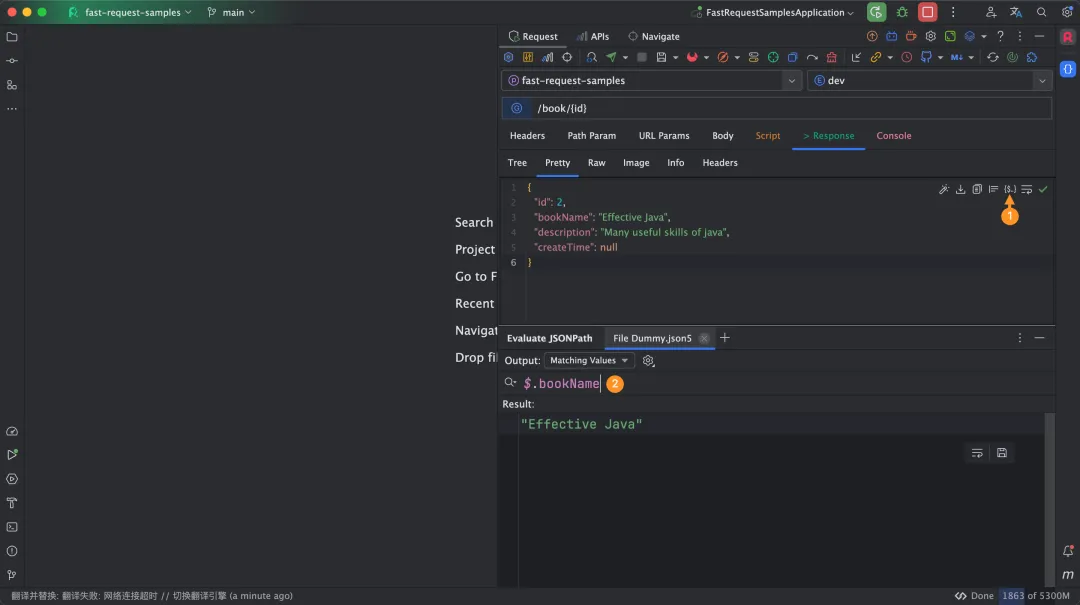 fast-request-samples
main
FastRequestSamplesApplication
Request
APIs
Navigate
fast-request-samples
dev
/book/{id}
Headers
Path Param
URL Params
Body
Script
> Response
Console
Tree
Pretty
Raw
Image
Info
Headers
1 {
2 "id": 2,
3 "bookName": "Effective Java",
4 "description": "Many useful skills of java",
5 "createTime": null
6 }
1
Search
Project
Go to F
Recent
Navigat
Drop fil
Evaluate JSONPath
File Dummy.json5
Output:
Matching Values
$.bookName
2
Result:
"Effective Java"
翻译并替换: 翻译失败: 网络连接超时 // 切换翻译引擎 (a minute ago)
Done
1863 of 5300M